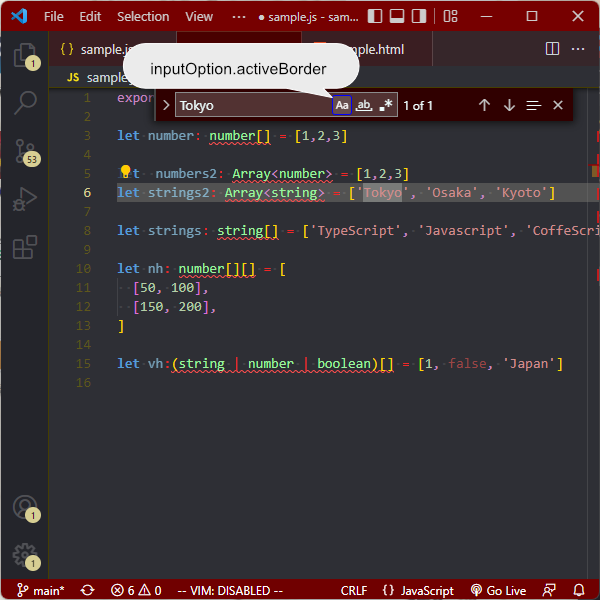 File Edit Selection View ··· ● sample.js - sam...
{ } sample.js
ple.html
JS sample
inputOption.activeBorder
Tokyo Aa ab .* 1 of 1
1 expor
2
3 let number: number[] = [1,2,3]
4
5 let numbers2: Array<number> = [1,2,3]
6 let strings2: Array<string> = ['Tokyo', 'Osaka', 'Kyoto']
7
8 let strings: string[] = ['TypeScript', 'Javascript', 'CoffeScri
9
10 let nh: number[][] = [
11 [50, 100],
12 [150, 200],
13 ]
14
15 let vh:(string | number | boolean)[] = [1, false, 'Japan']
16
1
53
1
1
main* 6 0 -- VIM: DISABLED -- CRLF { } JavaScript Go Live